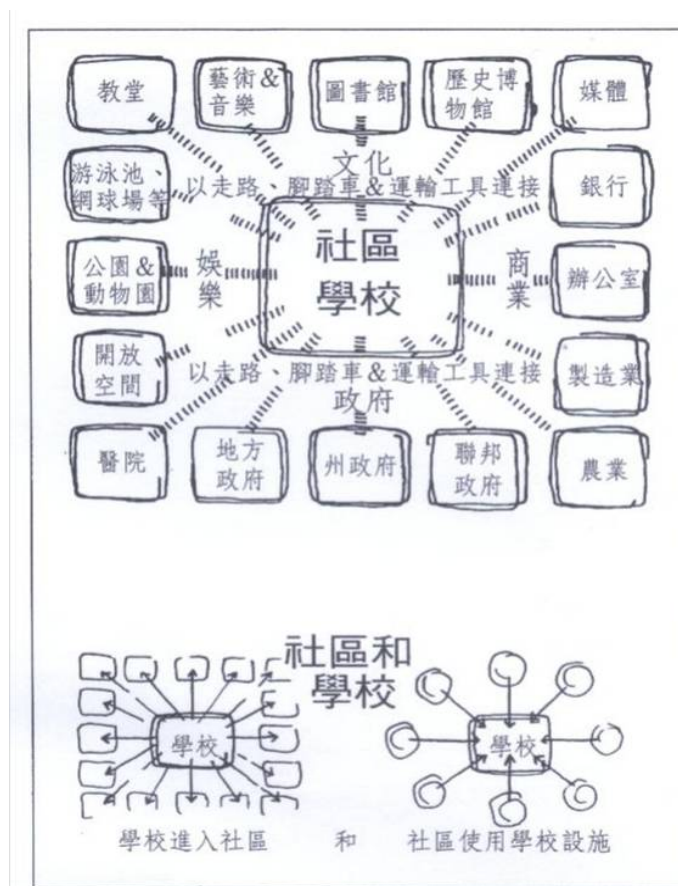 教堂
藝術&
音樂
圖書館
歷史博
物館
媒體
文化
游泳池、
網球場等
以走路、腳踏車&運輸工具連接
銀行
社區
學校
公園&
動物園
娛
樂
商
業
辦公室
開放
空間
以走路、腳踏車&運輸工具連接
製造業
政府
醫院
地方
政府
州政府
聯邦
政府
農業
社區和
學校
學校
學校
學校進入社區
和
社區使用學校設施